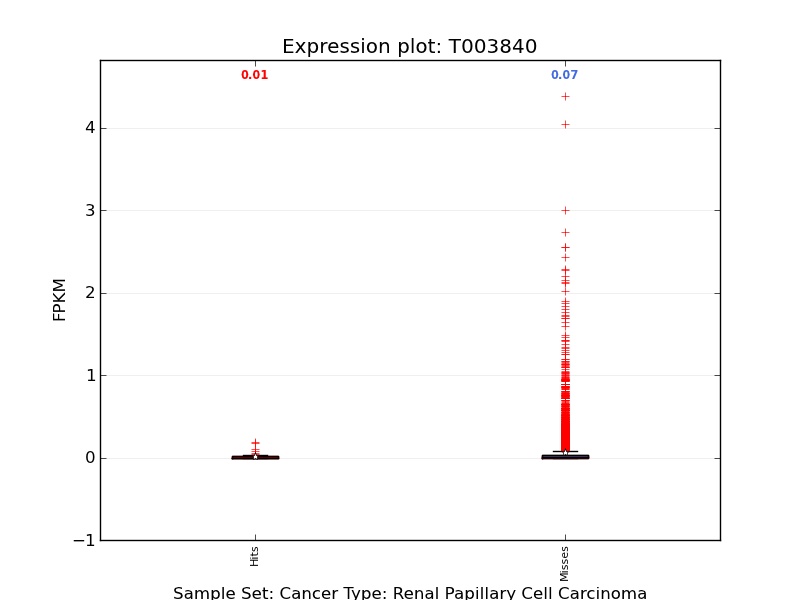 Expression plot: T003840
0.01
0.07
4
3
2
1
0
−1
FPKM
Hits
Misses
Sample Set: Cancer Type: Renal Papillary Cell Carcinoma